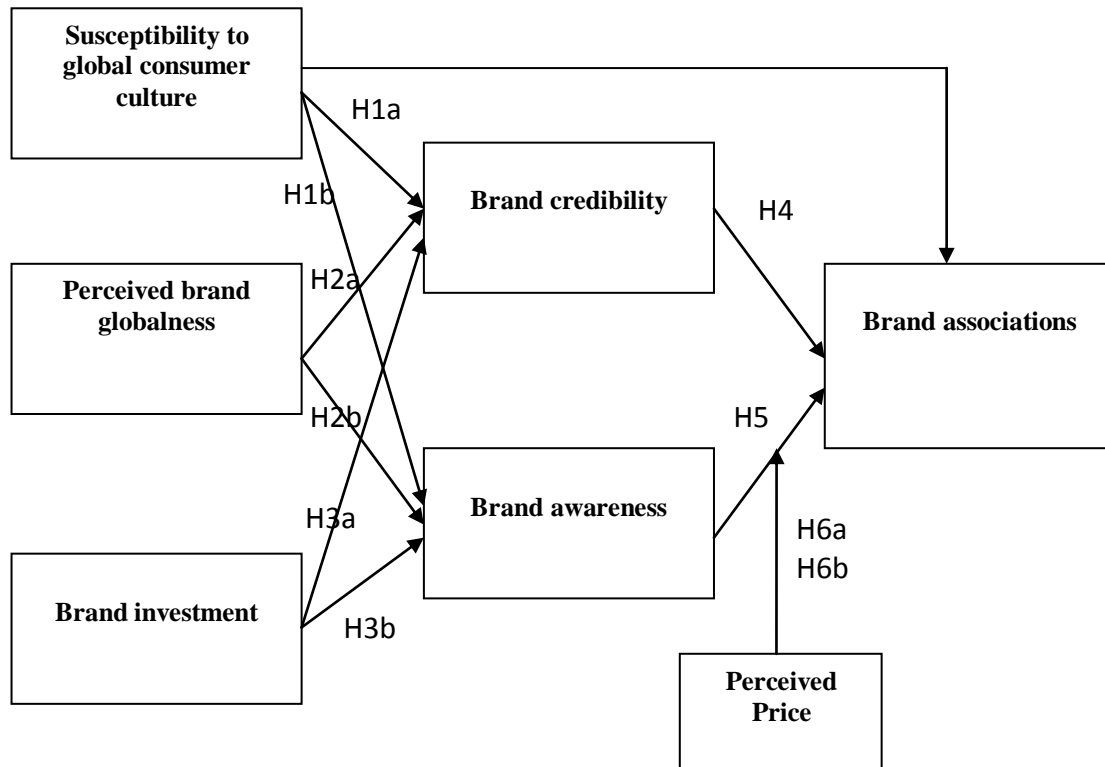 Susceptibility to
global consumer
culture
H1a
Brand credibility
H4
H1b
Perceived brand
globalness
H2a
Brand associations
H2b
H5
Brand awareness
H3a
H6a
H6b
Brand investment
H3b
Perceived
Price